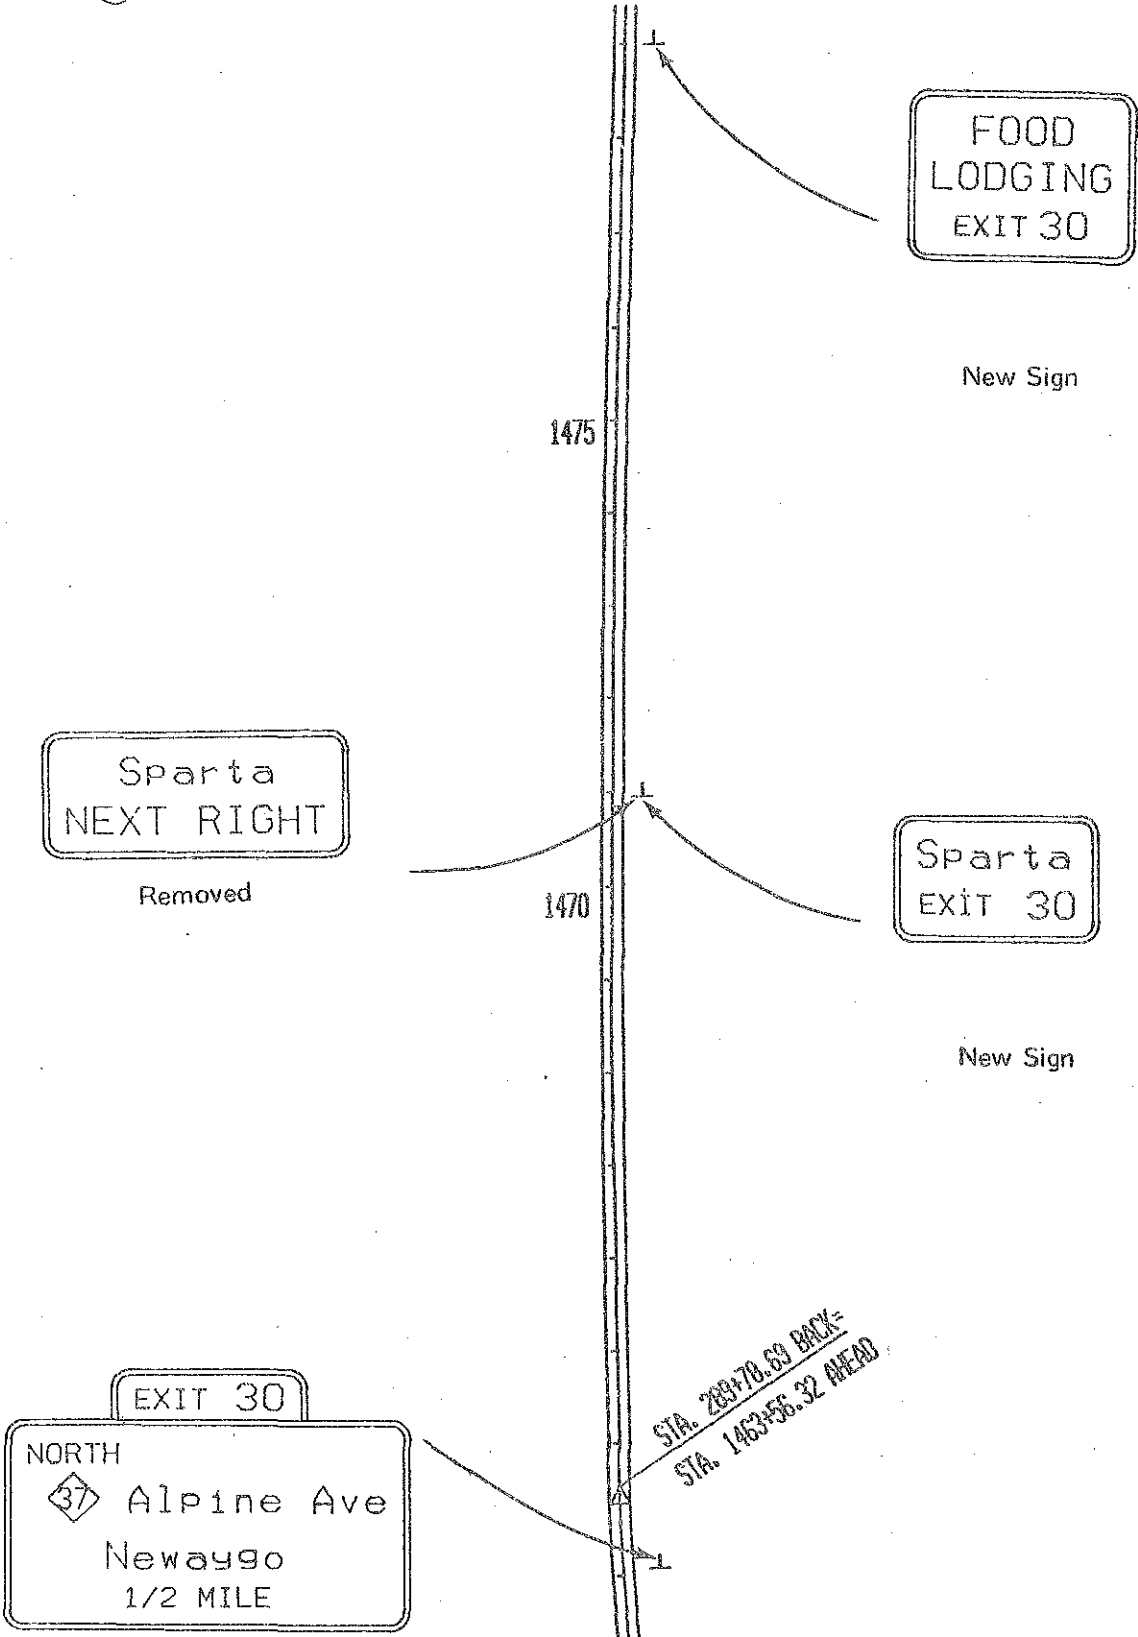 FOOD
LODGING
EXIT 30
New Sign
1475
Sparta
NEXT RIGHT
Removed
Sparta
EXIT 30
1470
New Sign
STA. 289+78.69 BACK=
STA. 1463+56.32 AHEAD
EXIT 30
NORTH
37 Alpine Ave
Newaygo
1/2 MILE